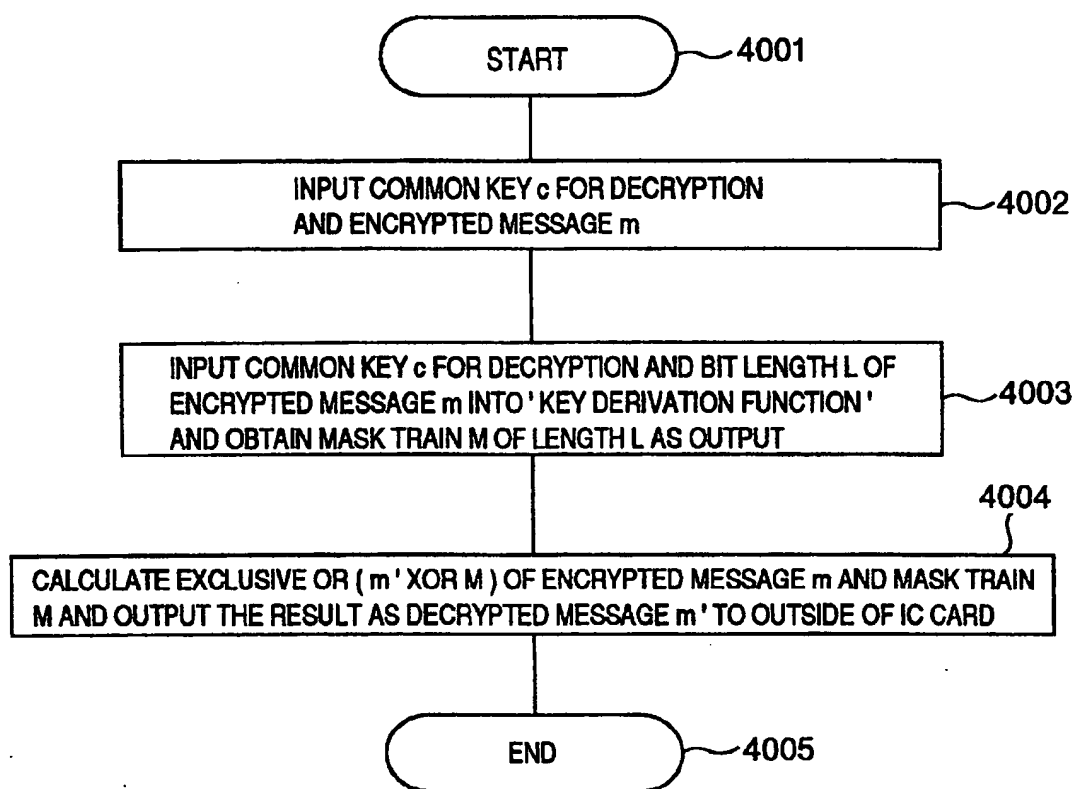 START
4001
INPUT COMMON KEY c FOR DECRYPTION
AND ENCRYPTED MESSAGE m
4002
INPUT COMMON KEY c FOR DECRYPTION AND BIT LENGTH L OF
ENCRYPTED MESSAGE m INTO ' KEY DERIVATION FUNCTION '
AND OBTAIN MASK TRAIN M OF LENGTH L AS OUTPUT
4003
4004
CALCULATE EXCLUSIVE OR ( m ' XOR M ) OF ENCRYPTED MESSAGE m AND MASK TRAIN
M AND OUTPUT THE RESULT AS DECRYPTED MESSAGE m ' TO OUTSIDE OF IC CARD
END
4005